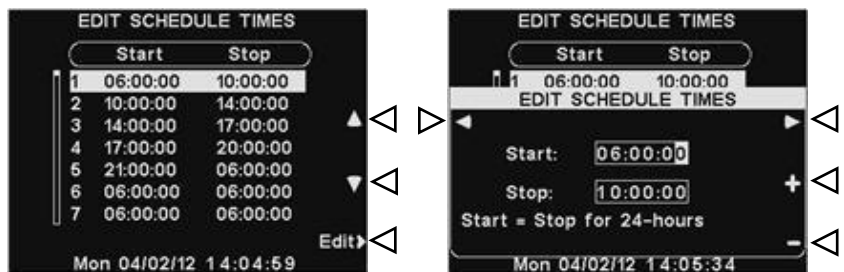 EDIT SCHEDULE TIMES
Start Stop
1 06:00:00 10:00:00
2 10:00:00 14:00:00
3 14:00:00 17:00:00
4 17:00:00 20:00:00
5 21:00:00 06:00:00
6 06:00:00 06:00:00
7 06:00:00 06:00:00
Edit
Mon 04/02/12 14:04:59
EDIT SCHEDULE TIMES
Start Stop
1 06:00:00 10:00:00
EDIT SCHEDULE TIMES
Start: 06:00:00
+
Stop: 10:00:00
Start = Stop for 24-hours
-
Mon 04/02/12 14:05:34